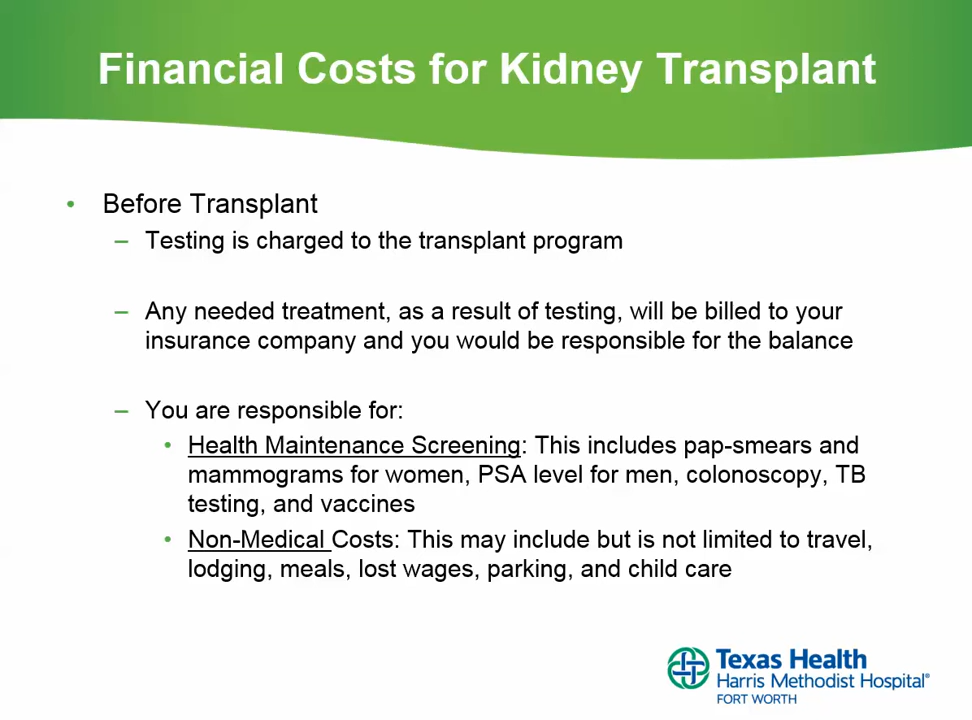 Financial Costs for Kidney Transplant
• Before Transplant
– Testing is charged to the transplant program
– Any needed treatment, as a result of testing, will be billed to your
insurance company and you would be responsible for the balance
– You are responsible for:
• Health Maintenance Screening: This includes pap-smears and
mammograms for women, PSA level for men, colonoscopy, TB
testing, and vaccines
• Non-Medical Costs: This may include but is not limited to travel,
lodging, meals, lost wages, parking, and child care
Texas Health
Harris Methodist Hospital®
FORT WORTH